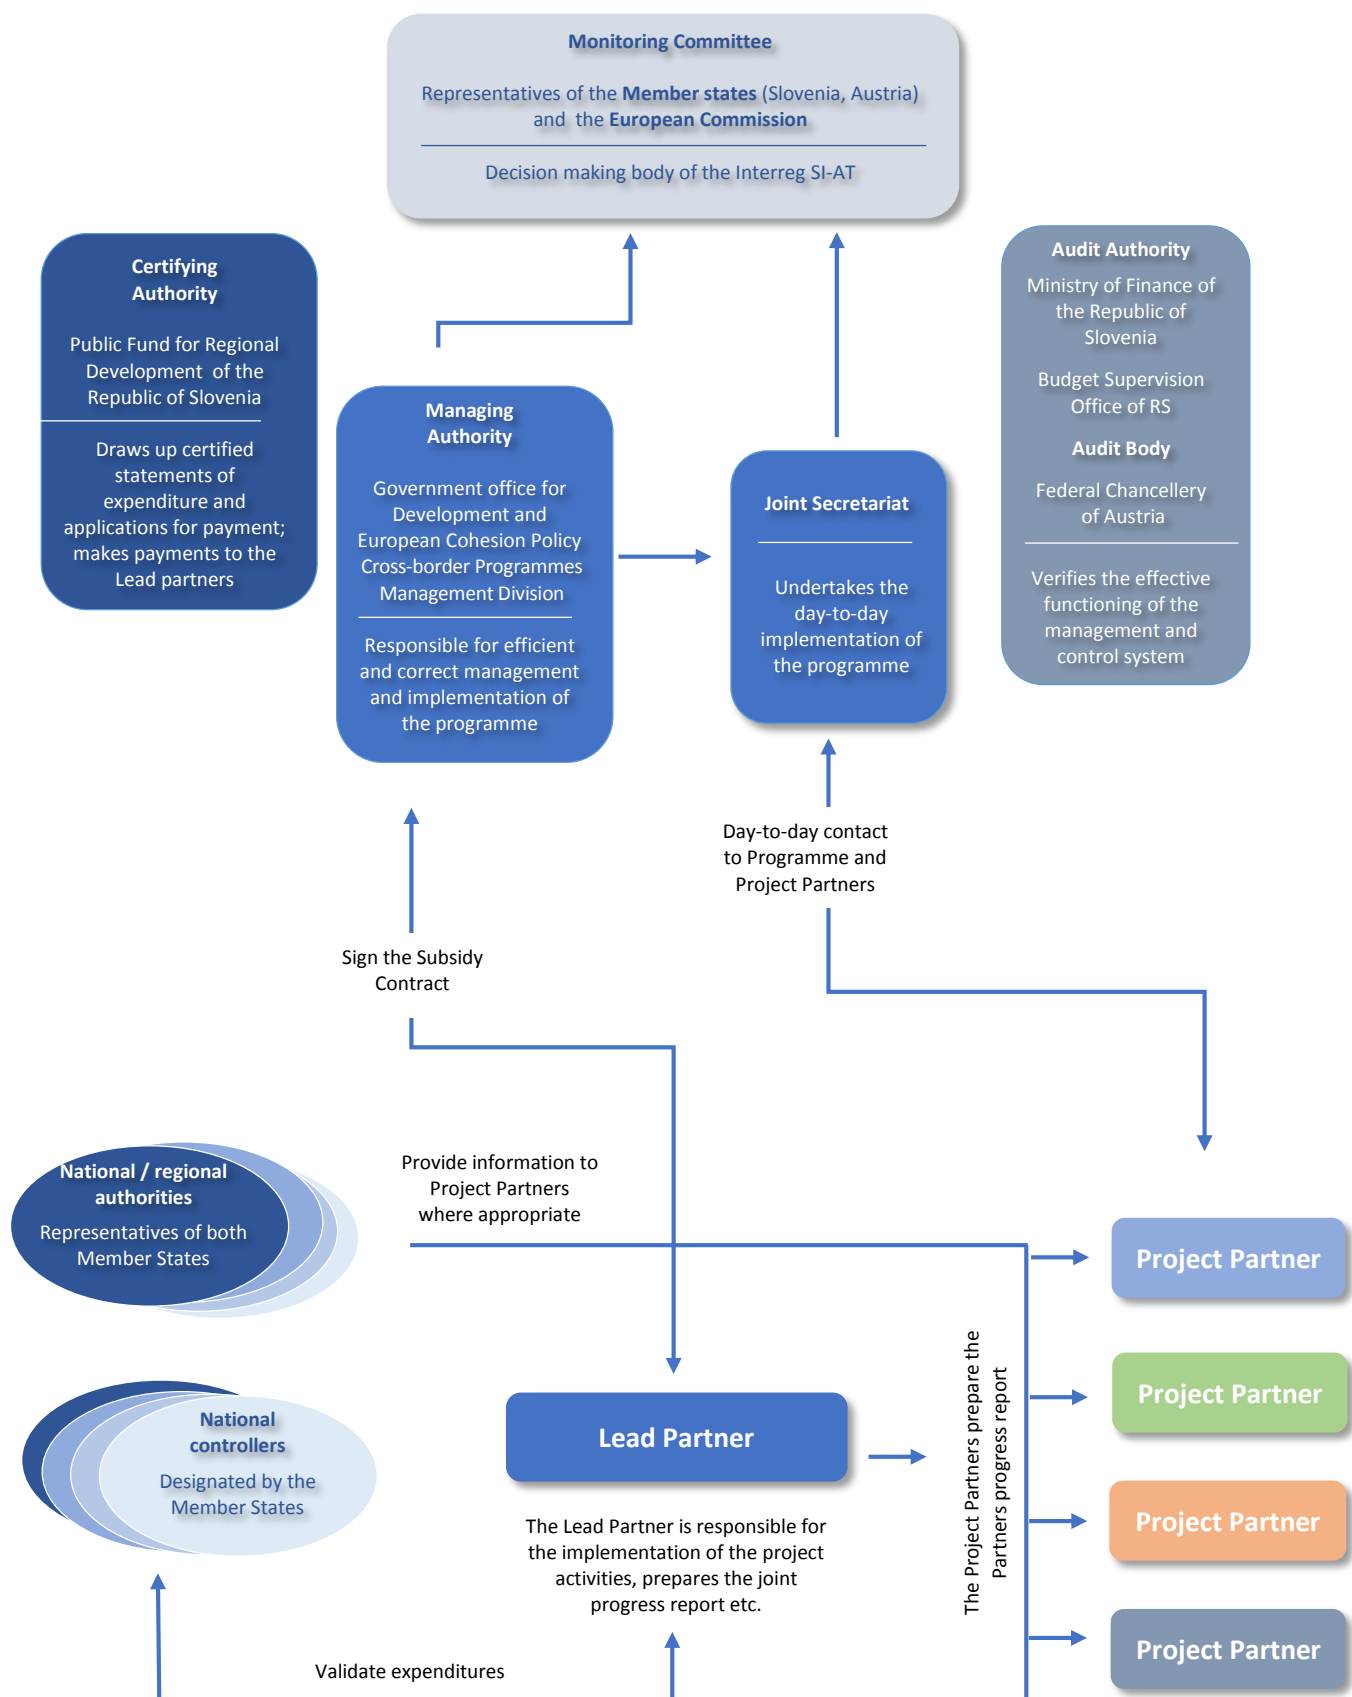 Monitoring Committee
Representatives of the Member states (Slovenia, Austria)
and the European Commission
Decision making body of the Interreg SI-AT
Certifying
Authority
Public Fund for Regional
Development of the
Republic of Slovenia
Draws up certified
statements of
expenditure and
applications for payment;
makes payments to the
Lead partners
Managing
Authority
Government office for
Development and
European Cohesion Policy
Cross-border Programmes
Management Division
Responsible for efficient
and correct management
and implementation of
the programme
Joint Secretariat
Undertakes the
day-to-day
implementation of
the programme
Audit Authority
Ministry of Finance of
the Republic of
Slovenia
Budget Supervision
Office of RS
Audit Body
Federal Chancellery
of Austria
Verifies the effective
functioning of the
management and
control system
Day-to-day contact
to Programme and
Project Partners
Sign the Subsidy
Contract
National / regional
authorities
Representatives of both
Member States
Provide information to
Project Partners
where appropriate
National
controllers
Designated by the
Member States
Lead Partner
The Lead Partner is responsible for
the implementation of the project
activities, prepares the joint
progress report etc.
The Project Partners prepare the
Partners progress report
Project Partner
Project Partner
Project Partner
Project Partner
Validate expenditures